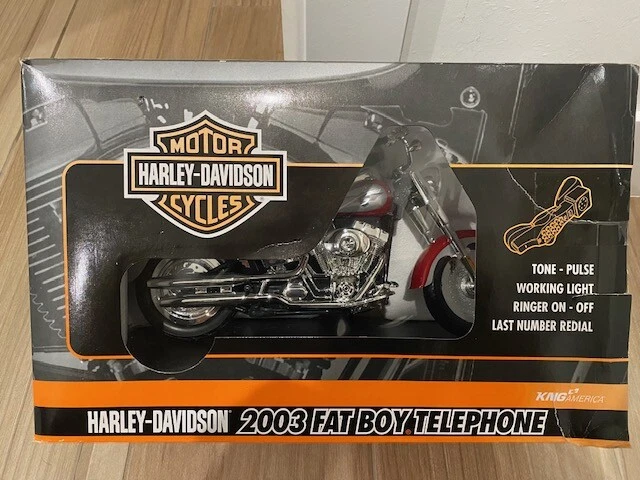 MOTOR
HARLEY-DAVIDSON
CYCLES
TONE - PULSE
WORKING LIGHT
RINGER ON - OFF
LAST NUMBER REDIAL
KNG AMERICA
HARLEY-DAVIDSON 2003 FAT BOY TELEPHONE